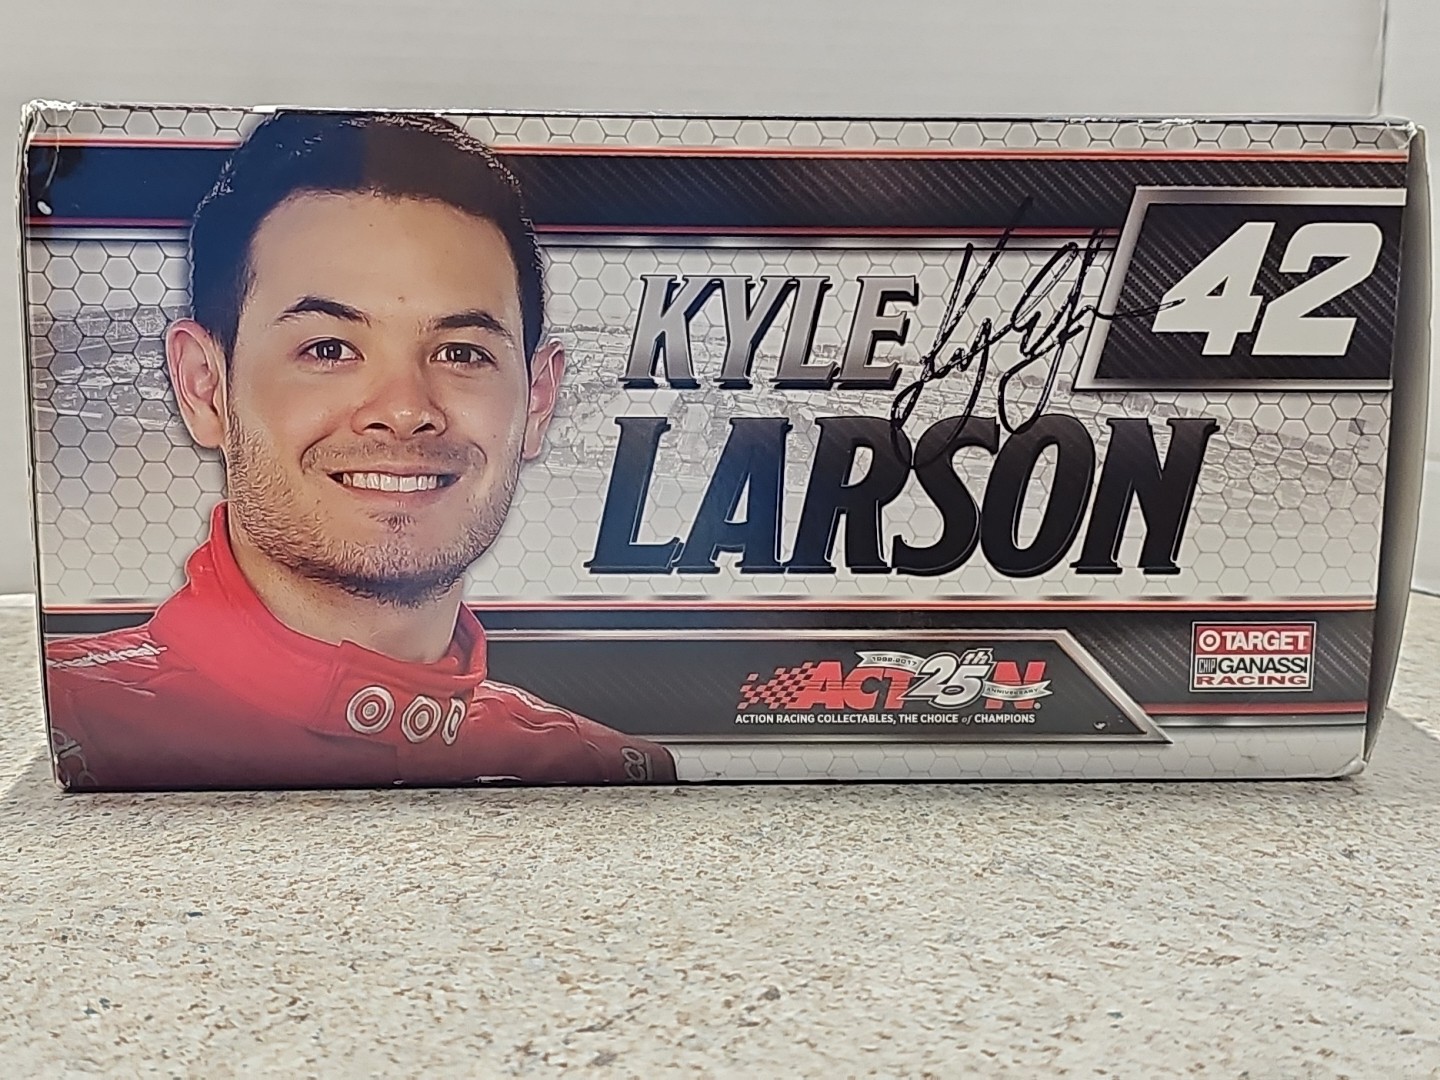 KYLE
LARSON
42
1992-2017
ACTION 25th
ANNIVERSARY
ACTION RACING COLLECTABLES, THE CHOICE of CHAMPIONS
TARGET
CHIP GANASSI
RACING